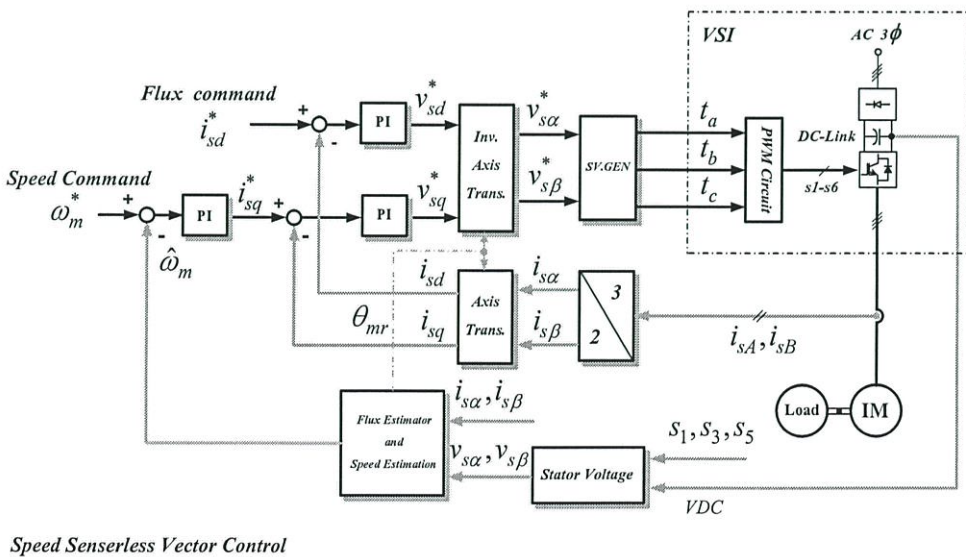 VSI
AC 3ϕ
Flux command
i*sd
+
-
PI
v*sd
Inv. Axis Trans.
v*sα
SV.GEN
ta
tb
tc
PWM Circuit
DC-Link
s1-s6
Speed Command
ω*m
+
-
ω̂m
PI
i*sq
+
-
PI
v*sq
v*sβ
isd
isq
θmr
Axis Trans.
isα
isβ
3
2
isA, isB
Load
IM
Flux Estimator
and
Speed Estimation
isα, isβ
vsα, vsβ
Stator Voltage
s1, s3, s5
VDC
Speed Senserless Vector Control